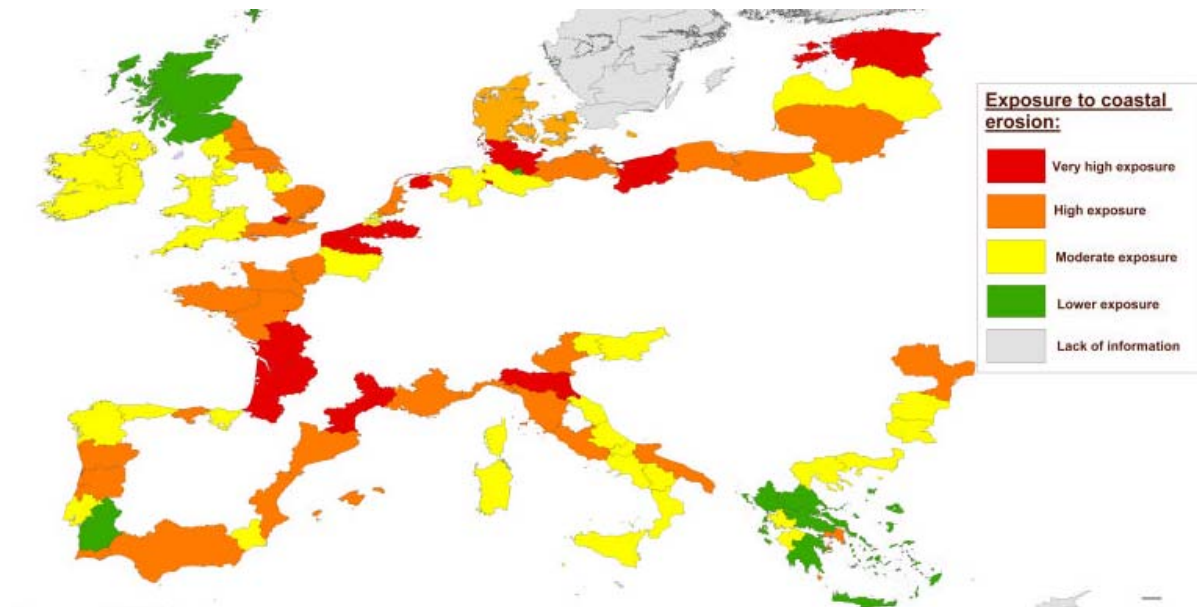 Exposure to coastal
erosion:
Very high exposure
High exposure
Moderate exposure
Lower exposure
Lack of information